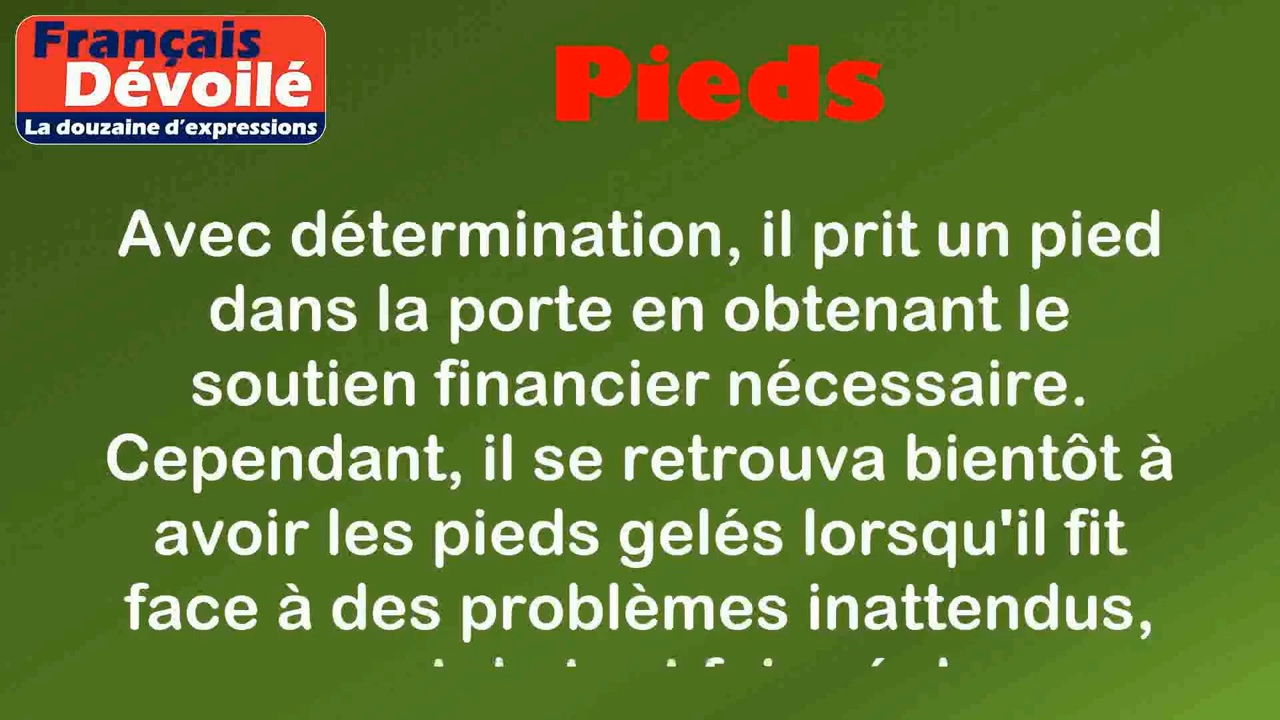 Français
Dévoilé
La douzaine d'expressions
Pieds
Avec détermination, il prit un pied
dans la porte en obtenant le
soutien financier nécessaire.
Cependant, il se retrouva bientôt à
avoir les pieds gelés lorsqu'il fit
face à des problèmes inattendus,